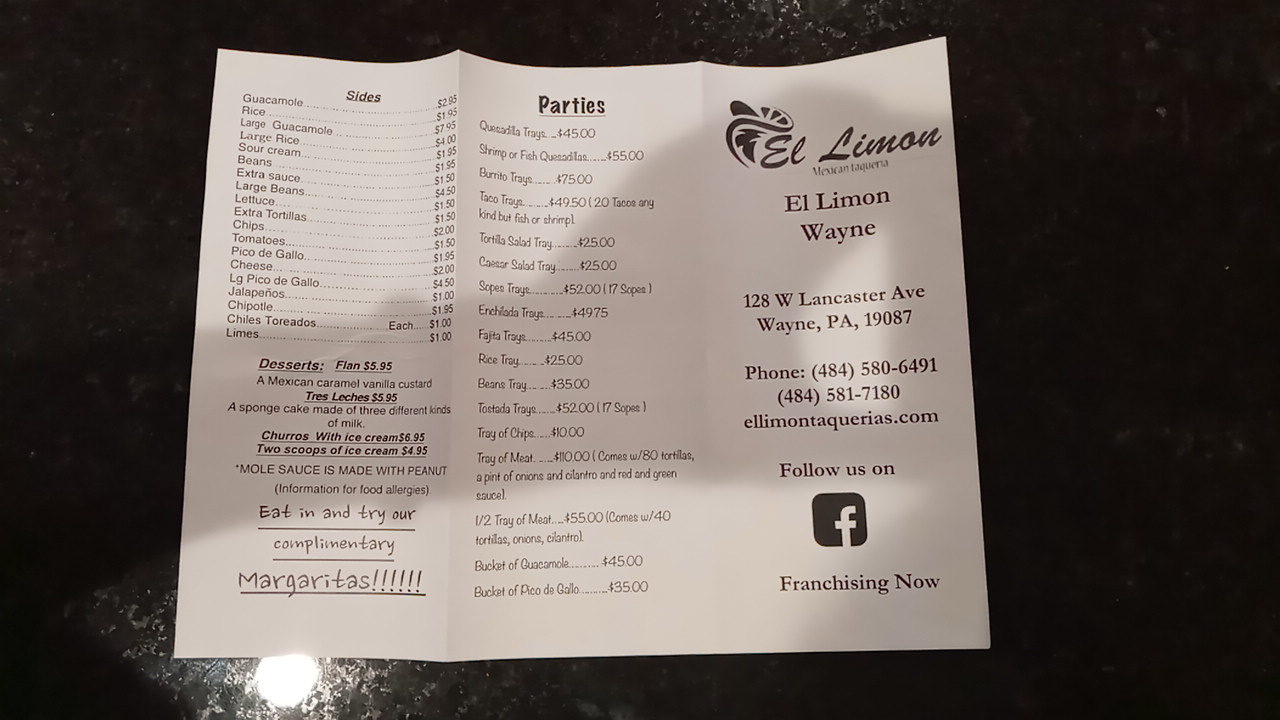 Sides
Guacamole $2.95
Rice $1.95
Large Guacamole $7.95
Large Rice $4.00
Sour cream $1.95
Beans $1.95
Extra sauce $1.50
Large Beans $4.50
Lettuce $1.50
Extra Tortillas $1.50
Chips $2.00
Tomatoes $1.50
Pico de Gallo $1.95
Cheese $2.00
Lg Pico de Gallo $4.50
Jalapeños $1.00
Chipotle $1.95
Chiles Toreados Each $1.00
Limes $1.00
Desserts: Flan $5.95
A Mexican caramel vanilla custard
Tres Leches $5.95
A sponge cake made of three different kinds
of milk.
Churros With ice cream$6.95
Two scoops of ice cream $4.95
*MOLE SAUCE IS MADE WITH PEANUT
(Information for food allergies)
Eat in and try our
complimentary
Margaritas!!!!!!
Parties
Quesadilla Trays...$45.00
Shrimp or Fish Quesadillas......$55.00
Burrito Trays.......$75.00
Taco Trays......$49.50 ( 20 Tacos any
kind but fish or shrimp).
Tortilla Salad Tray........$25.00
Caesar Salad Tray.......$25.00
Sopes Trays......$52.00 ( 17 Sopes )
Enchilada Trays........$49.75
Fajita Trays.......$45.00
Rice Tray.......$25.00
Beans Tray......$35.00
Tostada Trays......$52.00 ( 17 Sopes )
Tray of Chips....$10.00
Tray of Meat......$110.00 ( Comes w/80 tortillas,
a pint of onions and cilantro and red and green
sauce).
1/2 Tray of Meat....$55.00 (Comes w/40
tortillas, onions, cilantro).
Bucket of Guacamole.........$45.00
Bucket of Pico de Gallo.........$35.00
El Limon
Mexican taqueria
El Limon
Wayne
128 W Lancaster Ave
Wayne, PA, 19087
Phone: (484) 580-6491
(484) 581-7180
ellimontaquerias.com
Follow us on
f
Franchising Now